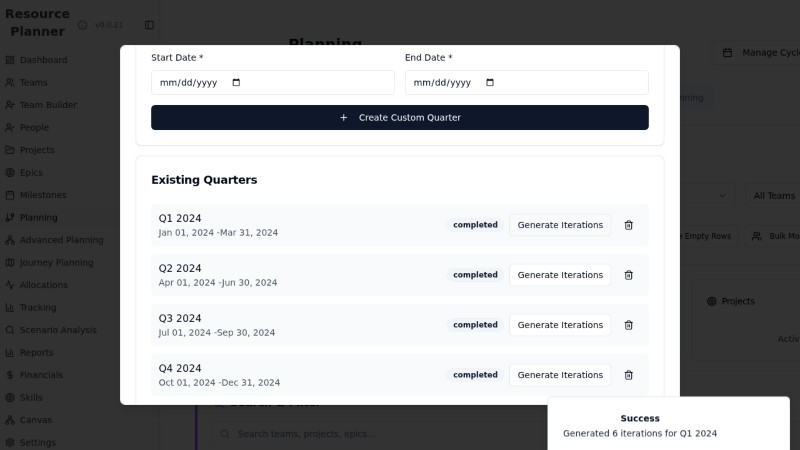 Resource
Planner
v0.0.21
Dashboard
Teams
Team Builder
People
Projects
Epics
Milestones
Planning
Advanced Planning
Journey Planning
Allocations
Tracking
Scenario Analysis
Reports
Financials
Skills
Canvas
Settings
Planning
Manage Cycle
All Teams
Empty Rows
Bulk Mo
Projects
Start Date *
End Date *
mm/dd/yyyy
mm/dd/yyyy
Create Custom Quarter
Existing Quarters
Q1 2024
Jan 01, 2024 -Mar 31, 2024
completed
Generate Iterations
Q2 2024
Apr 01, 2024 -Jun 30, 2024
completed
Generate Iterations
Q3 2024
Jul 01, 2024 -Sep 30, 2024
completed
Generate Iterations
Q4 2024
Oct 01, 2024 -Dec 31, 2024
completed
Generate Iterations
Search teams, projects, epics...
Success
Generated 6 iterations for Q1 2024